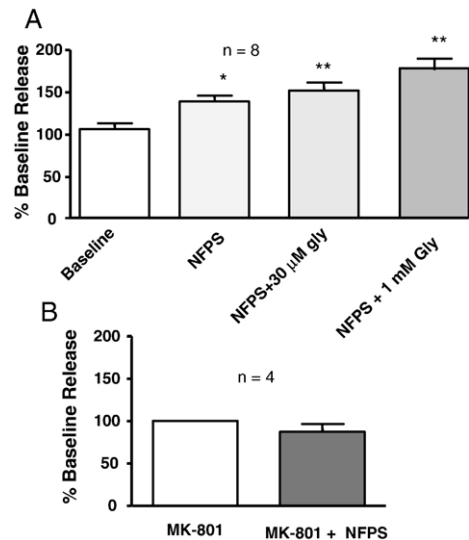 A
% Baseline Release
200
150
100
50
0
n = 8
*
**
**
Baseline
NFPS
NFPS+30 μM gly
NFPS + 1 mM Gly
B
% Baseline Release
200
150
100
50
0
n = 4
MK-801
MK-801 + NFPS